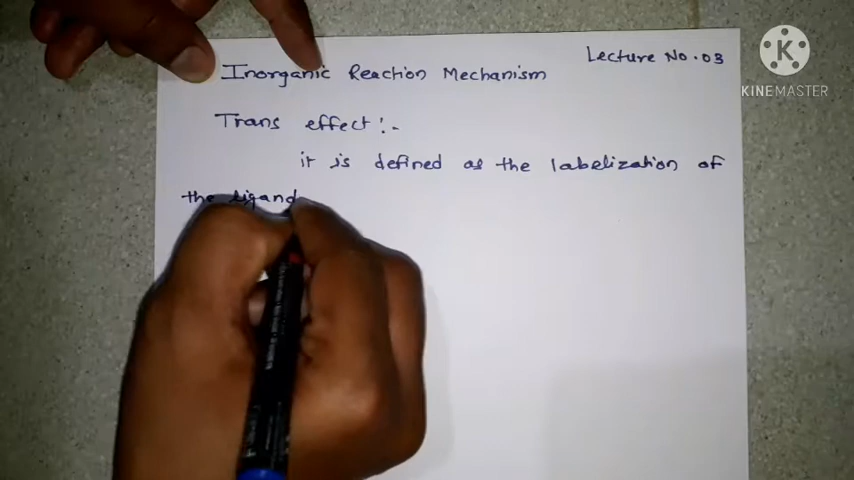 Lecture No. 03
Inorganic Reaction Mechanism
Trans effect:-
it is defined as the labelization of
the ligand
K
KINEMASTER